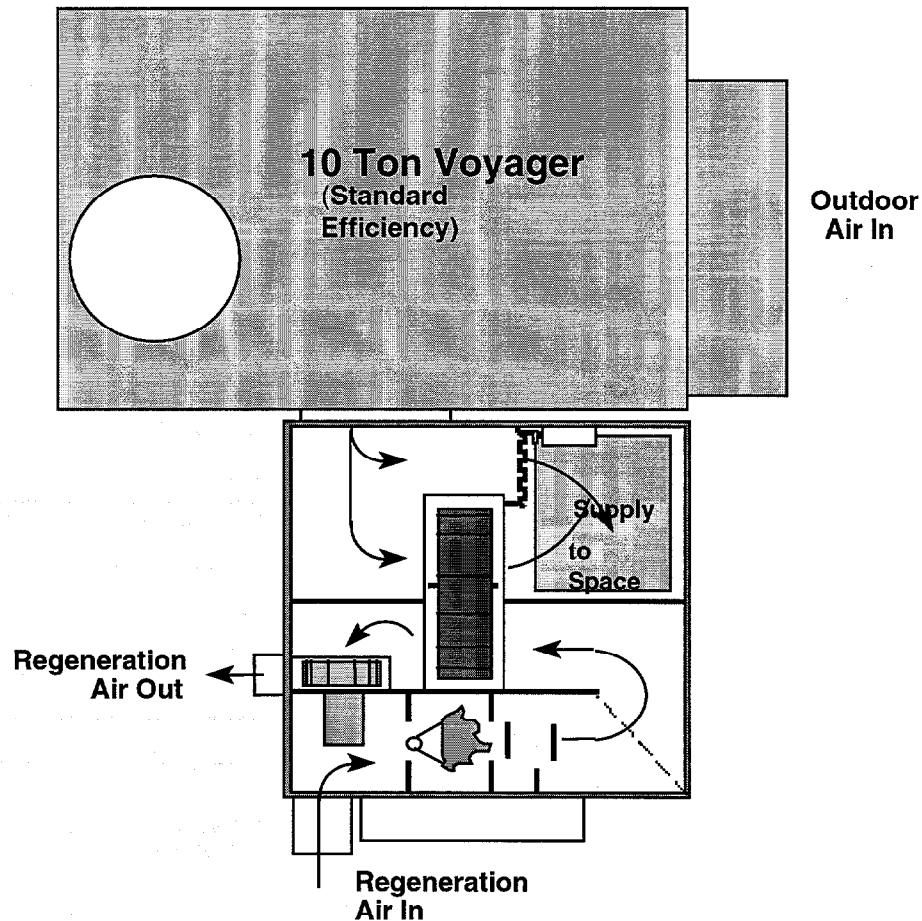 10 Ton Voyager
(Standard
Efficiency)
Outdoor
Air In
Supply
to
Space
Regeneration
Air Out
Regeneration
Air In